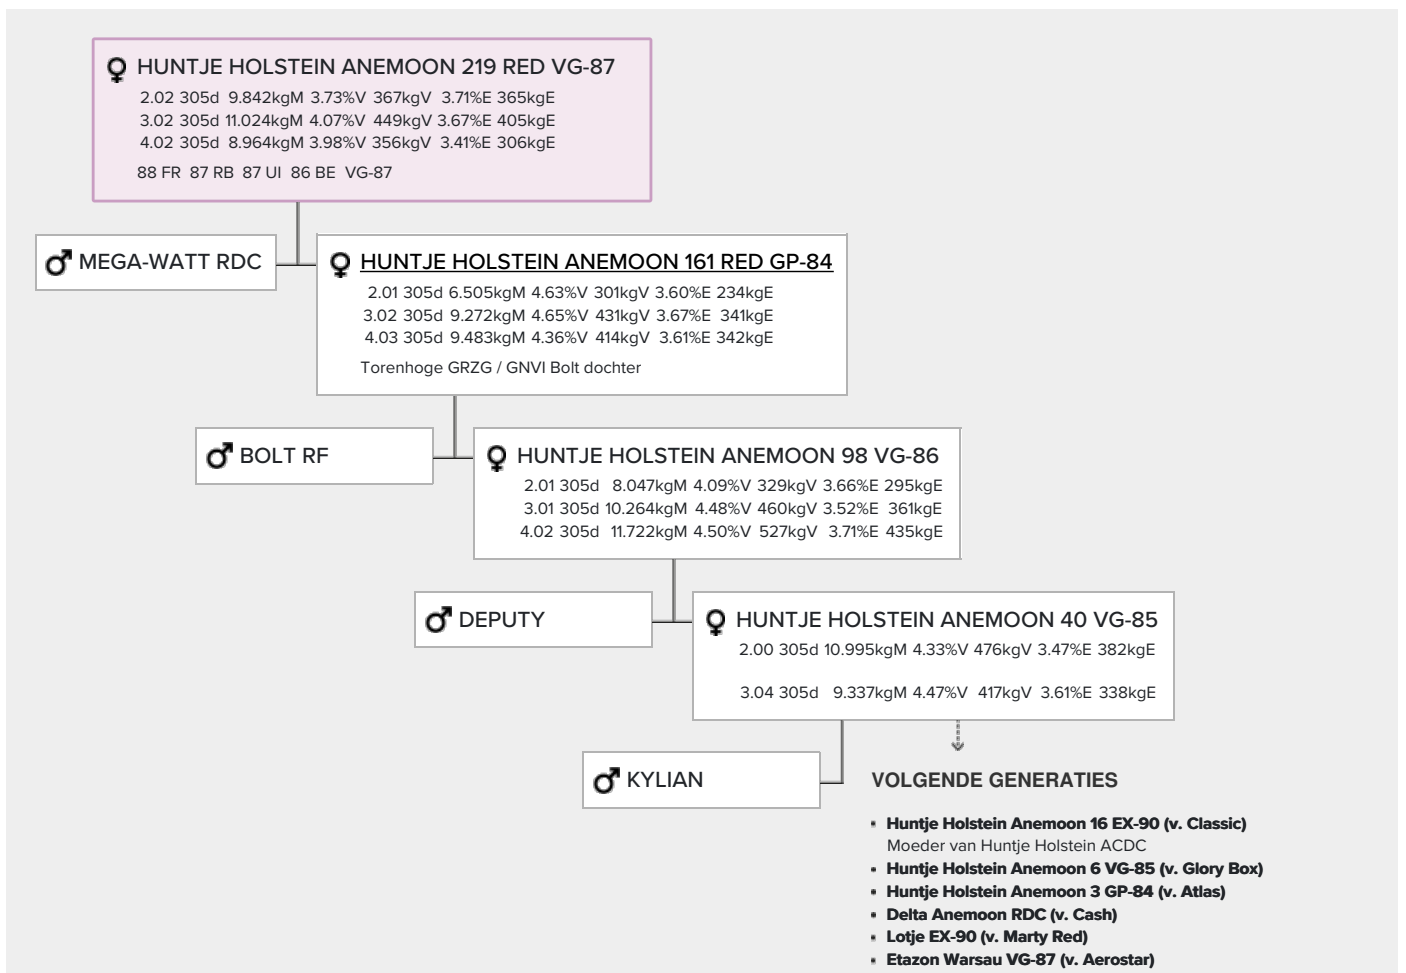 HUNTJE HOLSTEIN ANEMOON 219 RED VG-87
2.02 305d 9.842kgM 3.73%V 367kgV 3.71%E 365kgE
3.02 305d 11.024kgM 4.07%V 449kgV 3.67%E 405kgE
4.02 305d 8.964kgM 3.98%V 356kgV 3.41%E 306kgE
88 FR 87 RB 87 UI 86 BE VG-87
MEGA-WATT RDC
HUNTJE HOLSTEIN ANEMOON 161 RED GP-84
2.01 305d 6.505kgM 4.63%V 301kgV 3.60%E 234kgE
3.02 305d 9.272kgM 4.65%V 431kgV 3.67%E 341kgE
4.03 305d 9.483kgM 4.36%V 414kgV 3.61%E 342kgE
Torenhoge GRZG / GNVI Bolt dochter
BOLT RF
HUNTJE HOLSTEIN ANEMOON 98 VG-86
2.01 305d 8.047kgM 4.09%V 329kgV 3.66%E 295kgE
3.01 305d 10.264kgM 4.48%V 460kgV 3.52%E 361kgE
4.02 305d 11.722kgM 4.50%V 527kgV 3.71%E 435kgE
DEPUTY
HUNTJE HOLSTEIN ANEMOON 40 VG-85
2.00 305d 10.995kgM 4.33%V 476kgV 3.47%E 382kgE
3.04 305d 9.337kgM 4.47%V 417kgV 3.61%E 338kgE
KYLIAN
VOLGENDE GENERATIES
▪ Huntje Holstein Anemoon 16 EX-90 (v. Classic)
Moeder van Huntje Holstein ACDC
▪ Huntje Holstein Anemoon 6 VG-85 (v. Glory Box)
▪ Huntje Holstein Anemoon 3 GP-84 (v. Atlas)
▪ Delta Anemoon RDC (v. Cash)
▪ Lotje EX-90 (v. Marty Red)
▪ Etazon Warsau VG-87 (v. Aerostar)